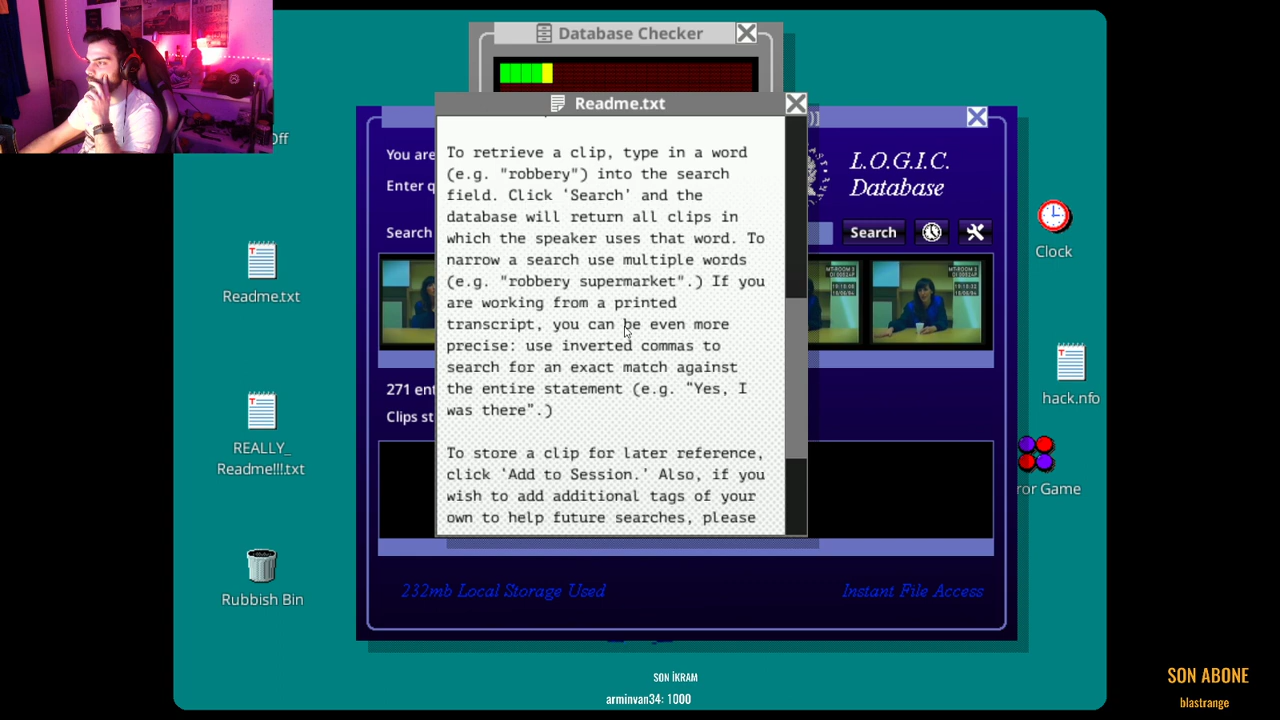 Database Checker
Readme.txt
To retrieve a clip, type in a word
(e.g. "robbery") into the search
field. Click 'Search' and the
database will return all clips in
which the speaker uses that word. To
narrow a search use multiple words
(e.g. "robbery supermarket".) If you
are working from a printed
transcript, you can be even more
precise: use inverted commas to
search for an exact match against
the entire statement (e.g. "Yes, I
was there".)
To store a clip for later reference,
click 'Add to Session.' Also, if you
wish to add additional tags of your
own to help future searches, please
You are
Enter q
Search
271 ent
Clips st
L.O.G.I.C.
Database
Search
232mb Local Storage Used
Instant File Access
Off
Readme.txt
REALLY_
Readme!!!.txt
Rubbish Bin
Clock
hack.nfo
ror Game
SON İKRAM
arminvan34: 1000
SON ABONE
blastrange